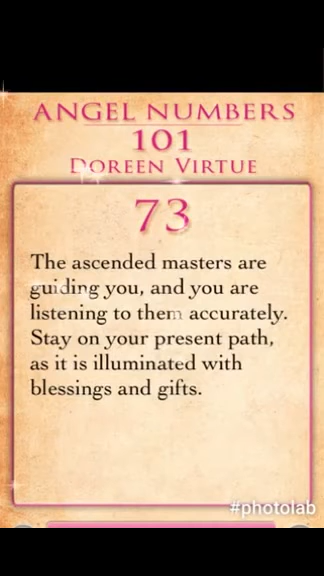 ANGEL NUMBERS
101
DOREEN VIRTUE
73
The ascended masters are
guiding you, and you are
listening to them accurately.
Stay on your present path,
as it is illuminated with
blessings and gifts.
#photolab